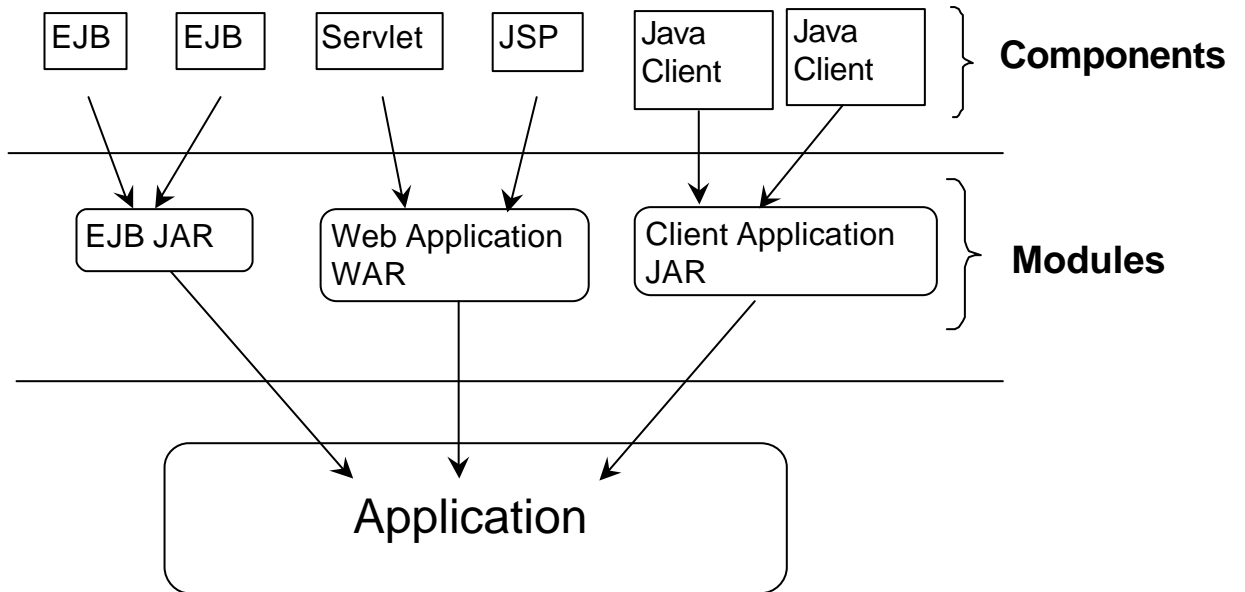 EJB
EJB
Servlet
JSP
Java
Client
Java
Client
Components
EJB JAR
Web Application
WAR
Client Application
JAR
Modules
Application